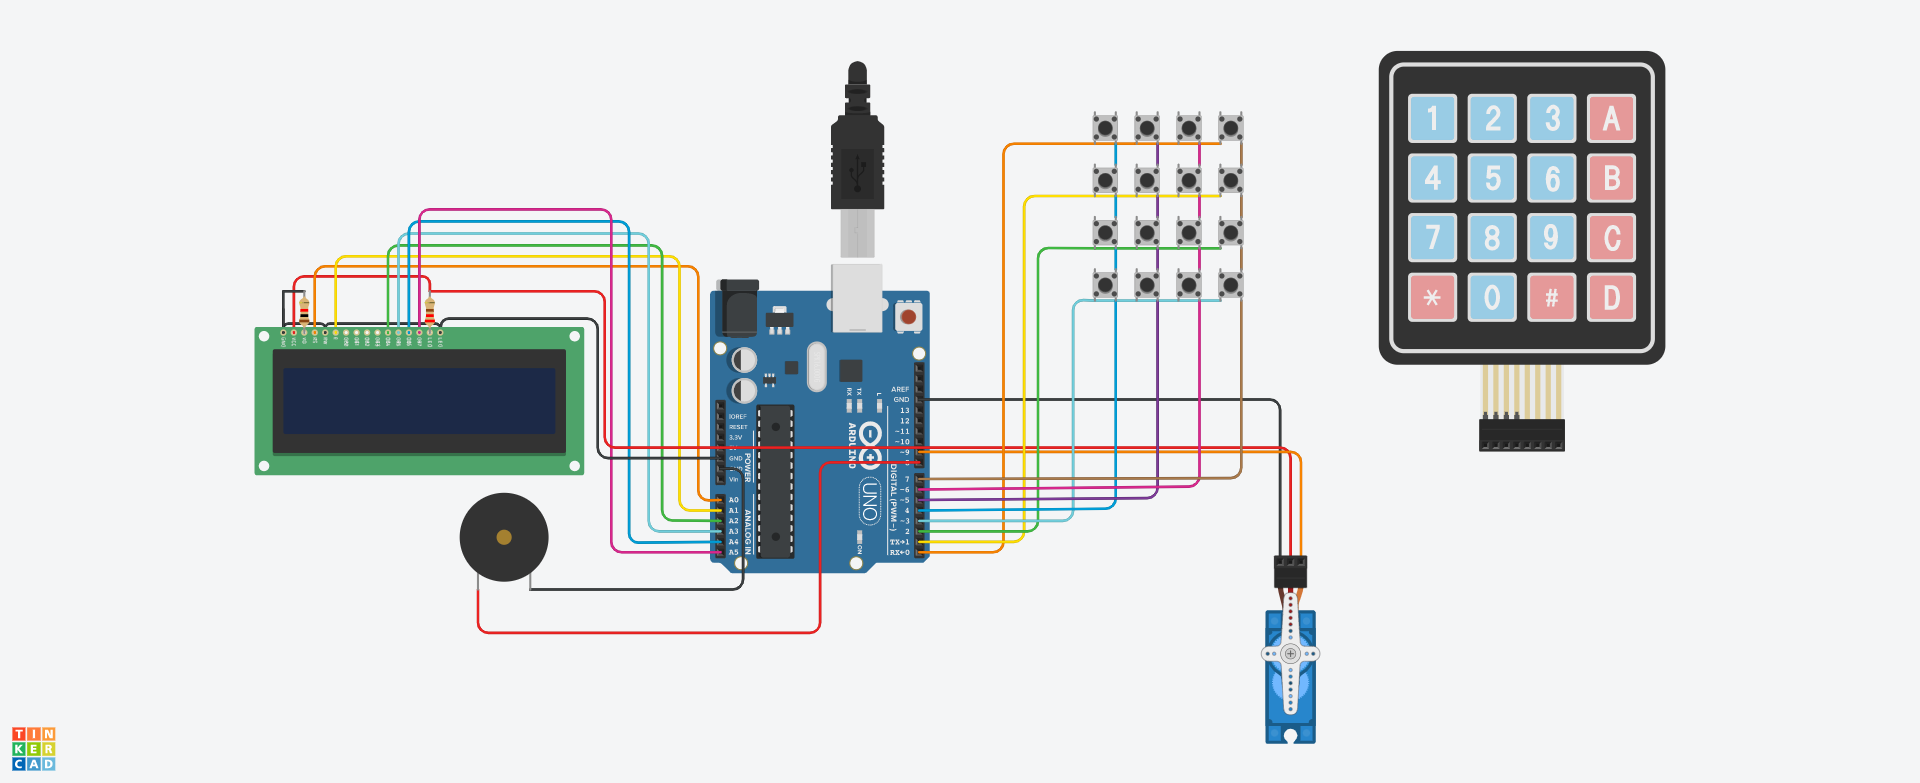 1 2 3 A
4 5 6 B
7 8 9 C
* 0 # D
AREF
GND
13
12
~11
~10
~9
8
7
~6
~5
4
~3
2
TX→1
RX←0
DIGITAL (PWM~)
RX
TX
L
ARDUINO
UNO
ON
IOREF
RESET
3.3V
GND
Vin
POWER
A0
A1
A2
A3
A4
A5
ANALOG IN
TIN
KER
CAD